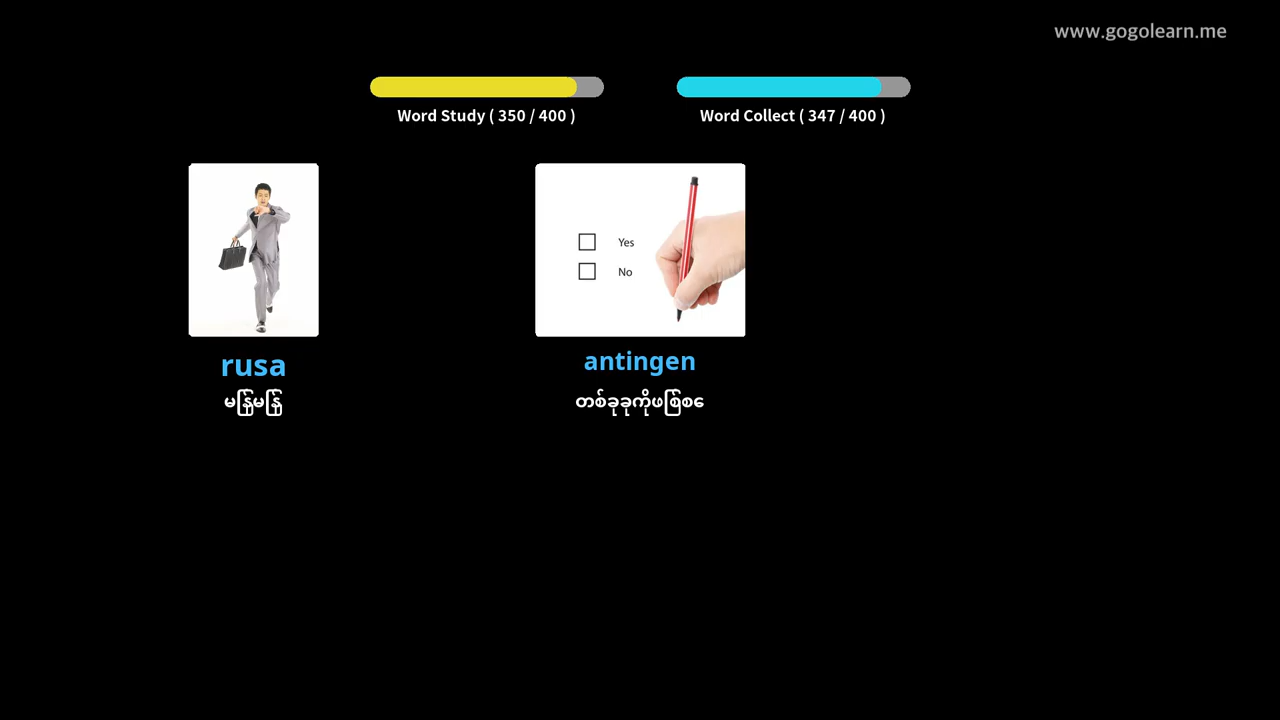 www.gogolearn.me
Word Study ( 350 / 400 )
Word Collect ( 347 / 400 )
Yes
No
rusa
antingen
မြန်မြန်
တစ်ခုခုကိုဖြစ်စေ